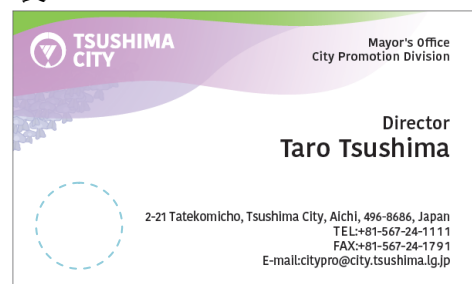 TSUSHIMA
CITY
Mayor's Office
City Promotion Division
Director
Taro Tsushima
2-21 Tatekomicho, Tsushima City, Aichi, 496-8686, Japan
TEL:+81-567-24-1111
FAX:+81-567-24-1791
E-mail:citypro@city.tsushima.lg.jp